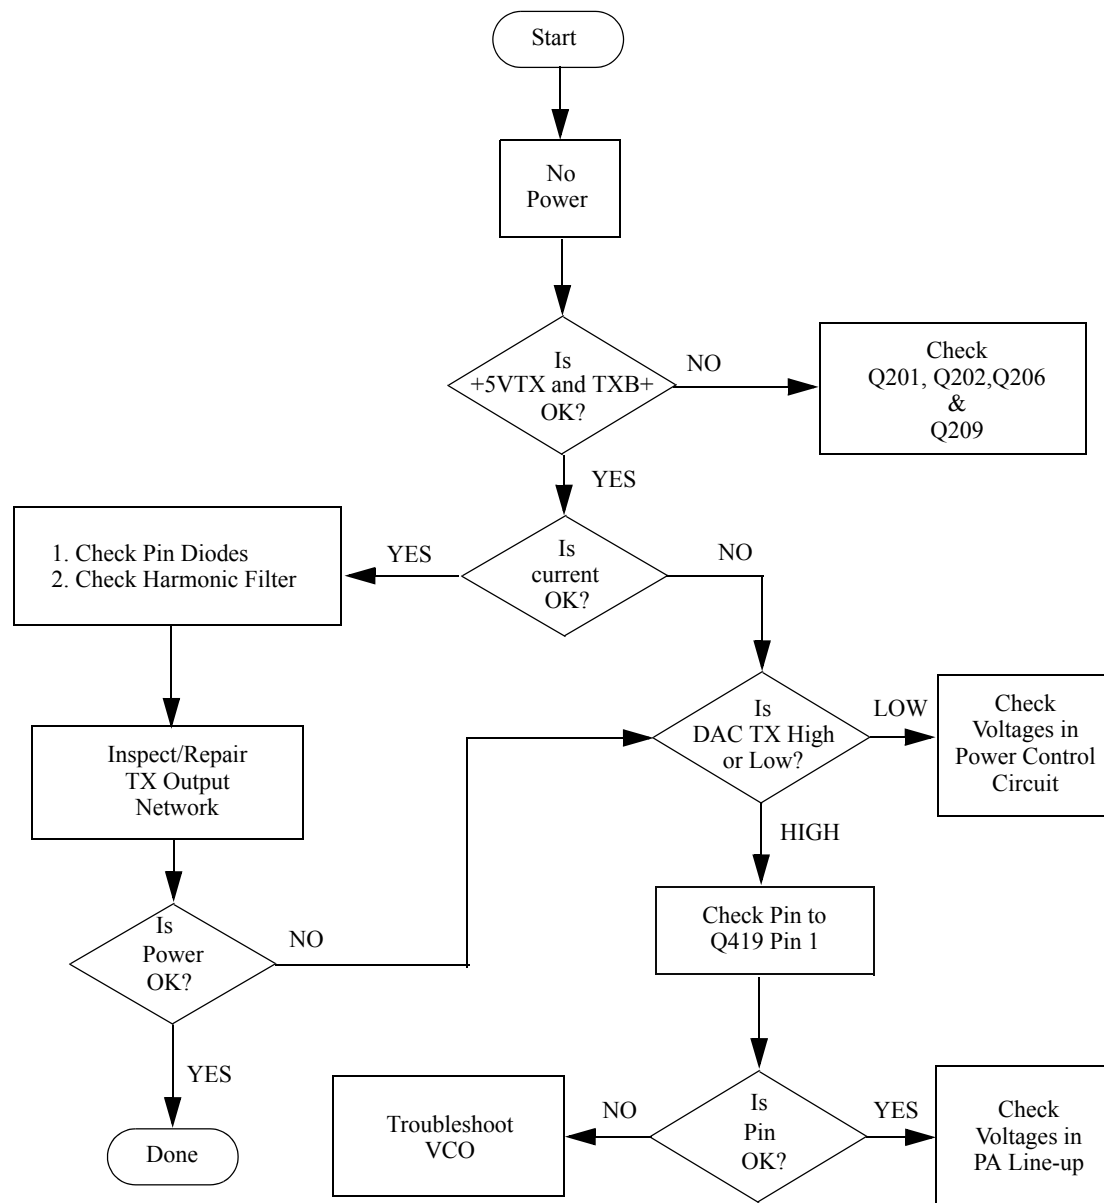 Start
No
Power
Is
+5VTX and TXB+
OK?
NO
Check
Q201, Q202,Q206
&
Q209
YES
Is
current
OK?
YES
NO
1. Check Pin Diodes
2. Check Harmonic Filter
Is
DAC TX High
or Low?
LOW
Check
Voltages in
Power Control
Circuit
Inspect/Repair
TX Output
Network
HIGH
Is
Power
OK?
NO
Check Pin to
Q419 Pin 1
YES
Done
Troubleshoot
VCO
NO
Is
Pin
OK?
YES
Check
Voltages in
PA Line-up